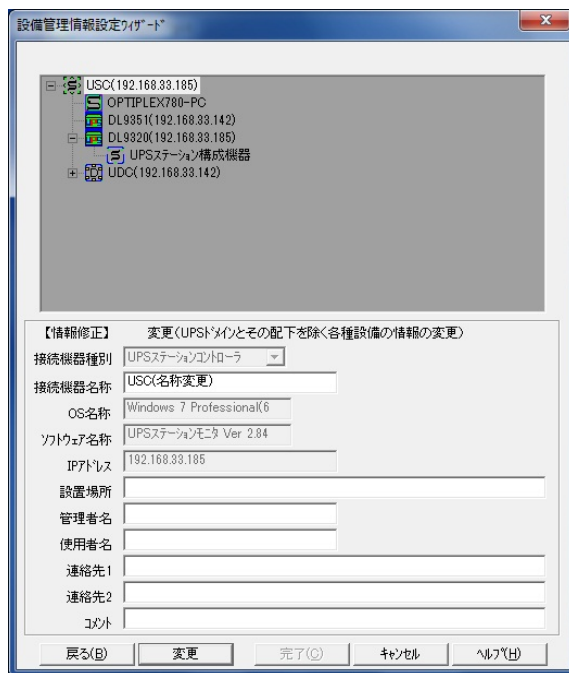 設備管理情報設定ウィザード
USC(192.168.33.185)
OPTIPLEX780-PC
DL9351(192.168.33.142)
DL9320(192.168.33.185)
UPSステーション構成機器
UDC(192.168.33.142)
【情報修正】 変更(UPSドメインとその配下を除く各種設備の情報の変更)
接続機器種別 UPSステーションコントローラ
接続機器名称 USC(名称変更)
OS名称 Windows 7 Professional(6
ソフトウェア名称 UPSステーションモニタ Ver 2.84
IPアドレス 192.168.33.185
設置場所
管理者名
使用者名
連絡先1
連絡先2
コメント
戻る(B) 変更 完了(C) キャンセル ヘルプ(H)